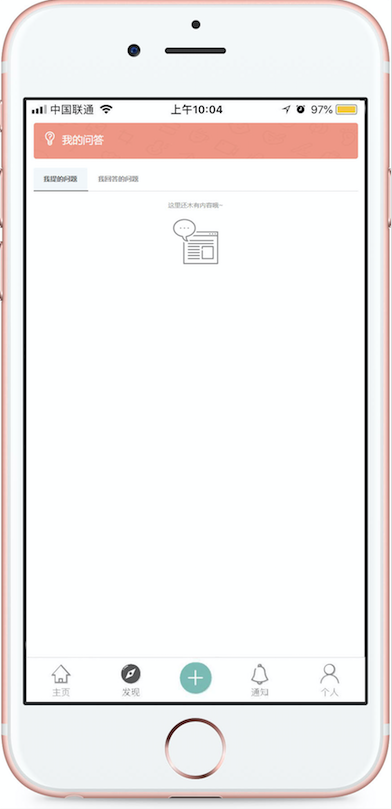 中国联通 上午10:04 97%
我的问答
我提的问题 我回答的问题
这里还木有内容哦~
主页 发现 通知 个人